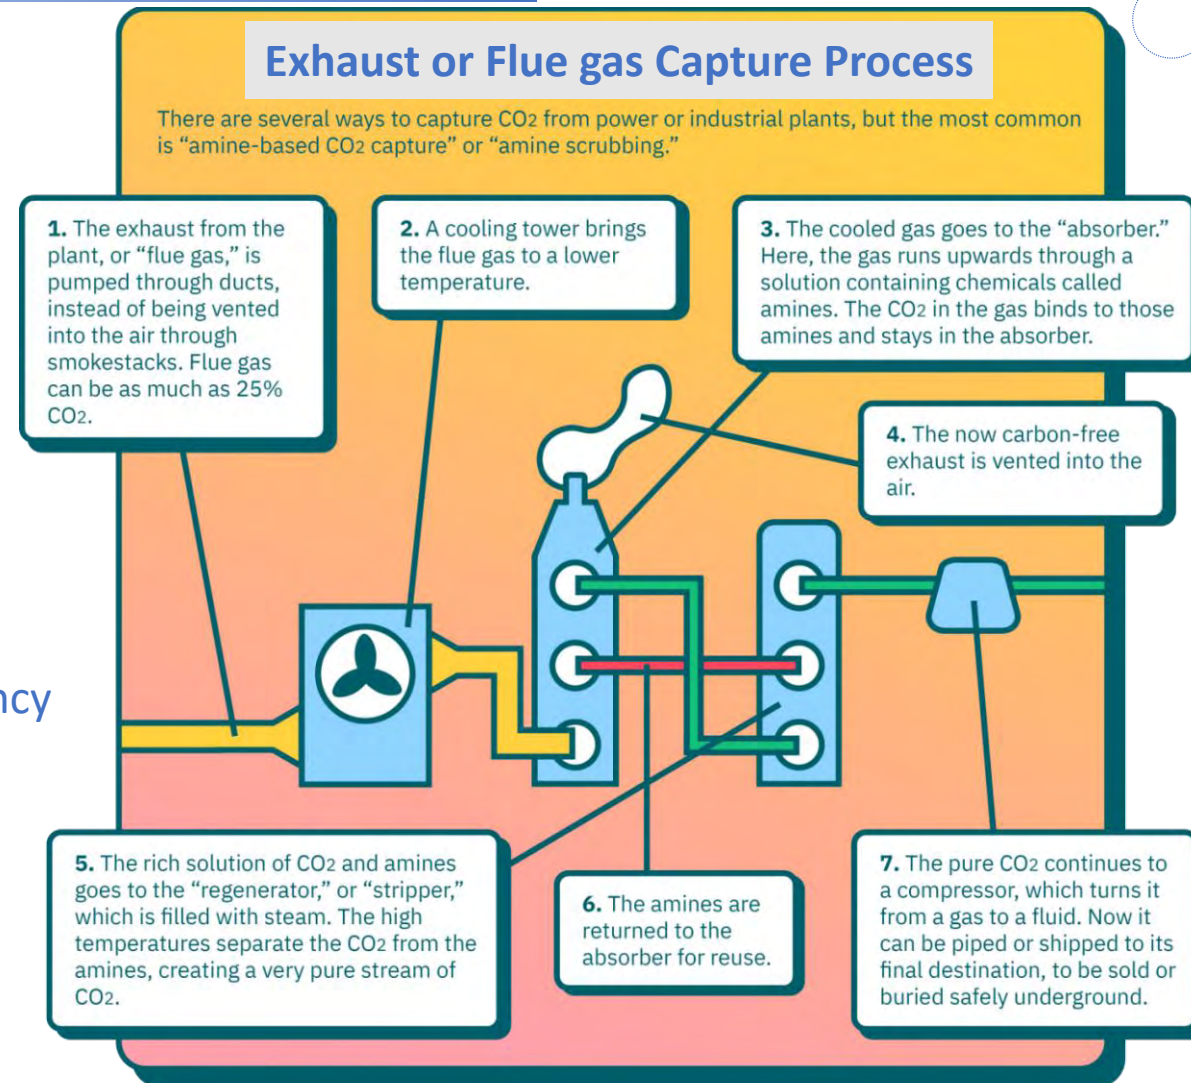 Exhaust or Flue gas Capture Process
There are several ways to capture CO2 from power or industrial plants, but the most common
is “amine-based CO2 capture” or “amine scrubbing.”
1. The exhaust from the
plant, or “flue gas,” is
pumped through ducts,
instead of being vented
into the air through
smokestacks. Flue gas
can be as much as 25%
CO2.
2. A cooling tower brings
the flue gas to a lower
temperature.
3. The cooled gas goes to the “absorber.”
Here, the gas runs upwards through a
solution containing chemicals called
amines. The CO2 in the gas binds to those
amines and stays in the absorber.
4. The now carbon-free
exhaust is vented into the
air.
ncy
5. The rich solution of CO2 and amines
goes to the “regenerator,” or “stripper,”
which is filled with steam. The high
temperatures separate the CO2 from the
amines, creating a very pure stream of
CO2.
6. The amines are
returned to the
absorber for reuse.
7. The pure CO2 continues to
a compressor, which turns it
from a gas to a fluid. Now it
can be piped or shipped to its
final destination, to be sold or
buried safely underground.